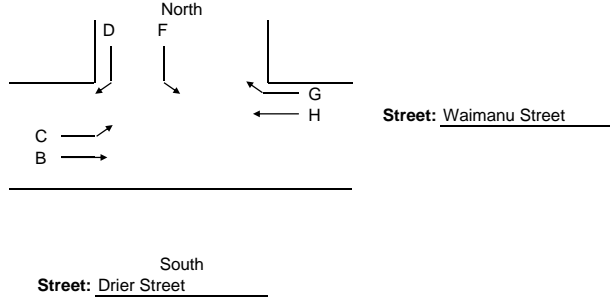 North
D F
G
H
Street: Waimanu Street
C
B
South
Street: Drier Street